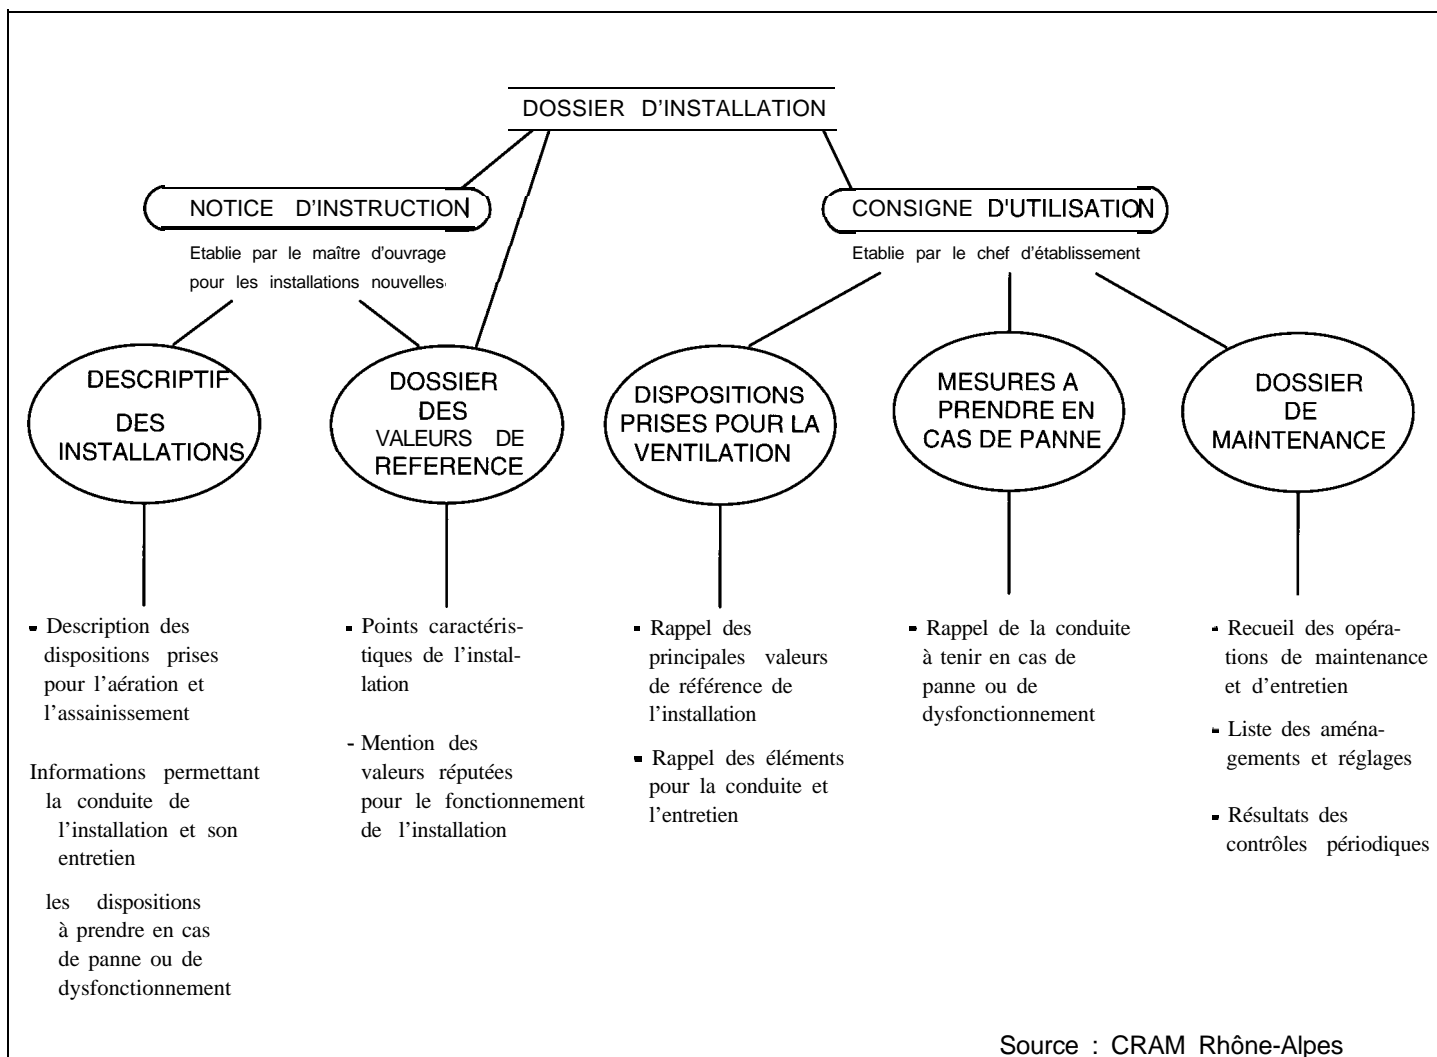 DOSSIER D'INSTALLATION
NOTICE D'INSTRUCTION
Etablie par le maître d'ouvrage
pour les installations nouvelles
CONSIGNE D'UTILISATION
Etablie par le chef d'établissement
DESCRIPTIF
DES
INSTALLATIONS
DOSSIER
DES
VALEURS DE
REFERENCE
DISPOSITIONS
PRISES POUR LA
VENTILATION
MESURES A
PRENDRE EN
CAS DE PANNE
DOSSIER
DE
MAINTENANCE
- Description des
dispositions prises
pour l'aération et
l'assainissement
Informations permettant
la conduite de
l'installation et son
entretien
les dispositions
à prendre en cas
de panne ou de
dysfonctionnement
- Points caractéris-
tiques de l'instal-
lation
- Mention des
valeurs réputées
pour le fonctionnement
de l'installation
- Rappel des
principales valeurs
de référence de
l'installation
- Rappel des éléments
pour la conduite et
l'entretien
- Rappel de la conduite
à tenir en cas de
panne ou de
dysfonctionnement
- Recueil des opéra-
tions de maintenance
et d'entretien
- Liste des aména-
gements et réglages
- Résultats des
contrôles périodiques
Source : CRAM Rhône-Alpes